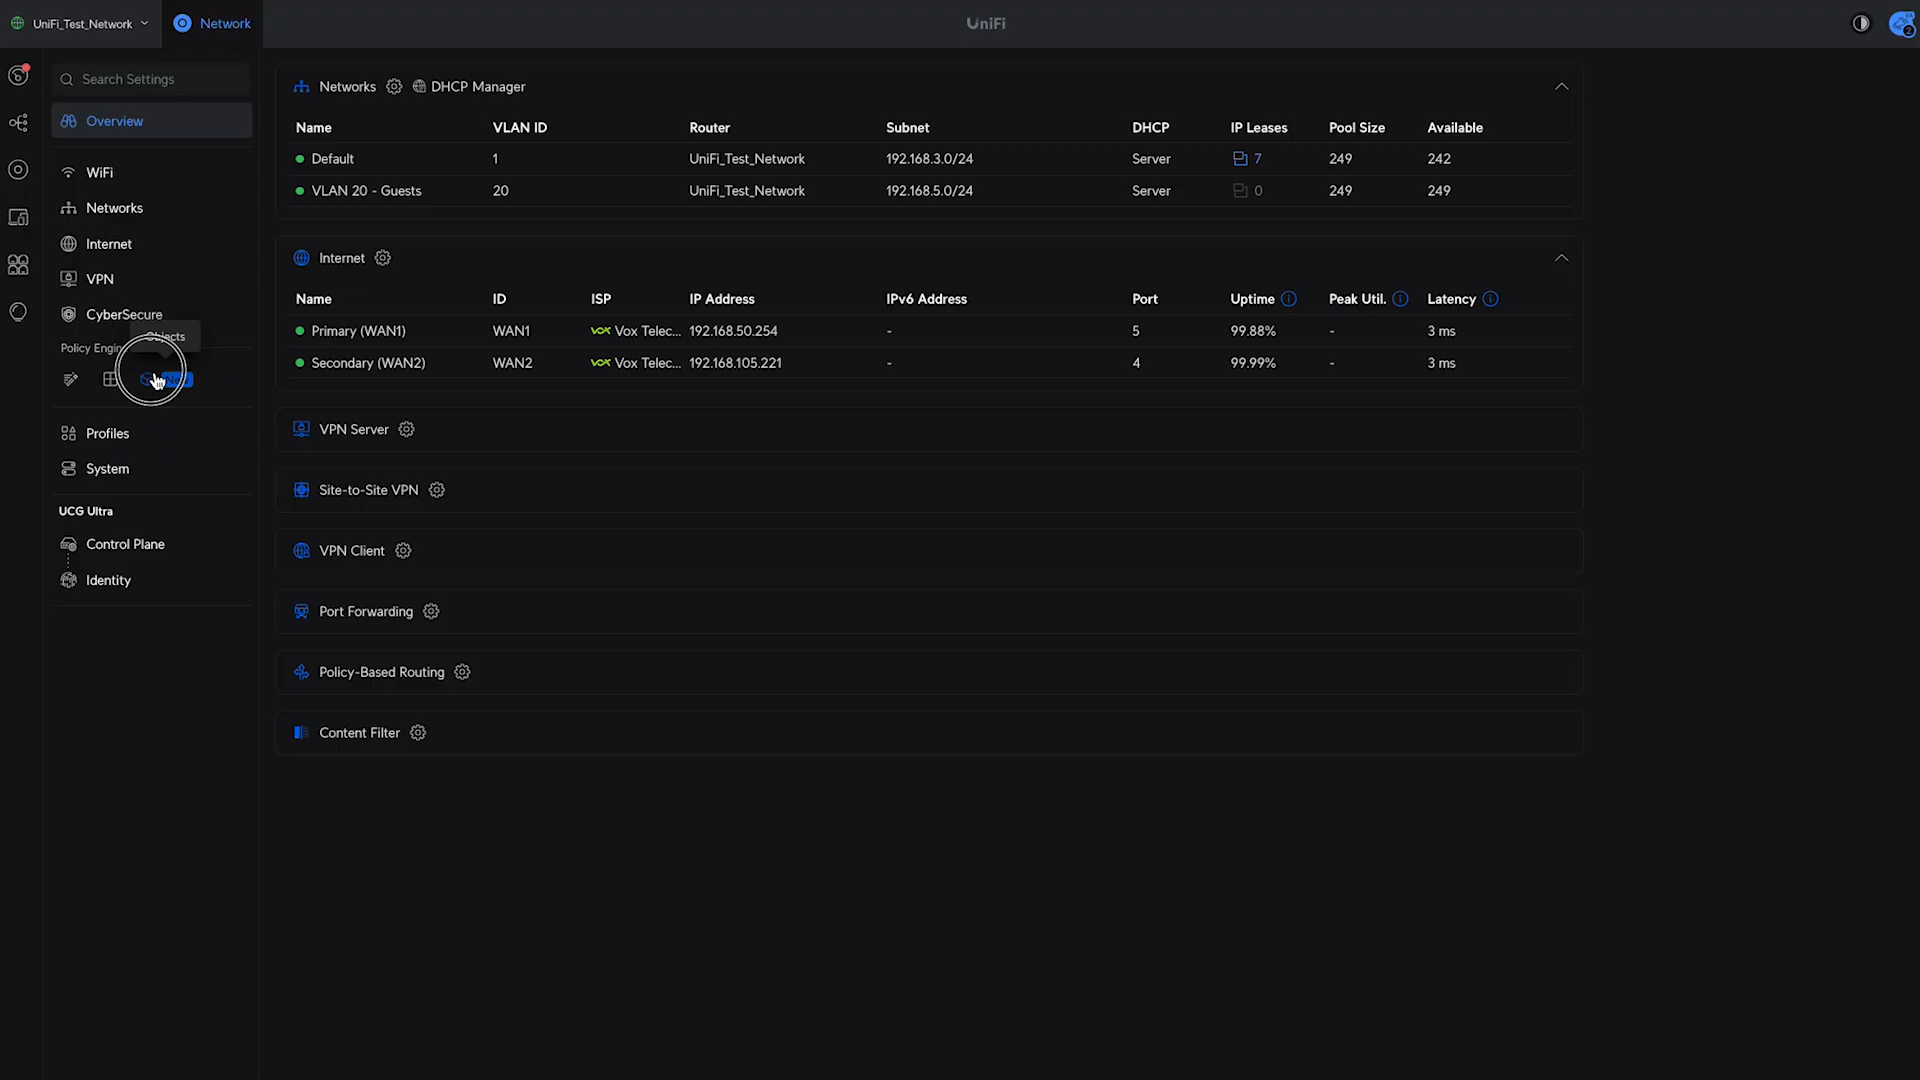 UniFi_Test_Network
Network
UniFi
2
Search Settings
Overview
WiFi
Networks
Internet
VPN
CyberSecure
Objects
Policy Engin
Profiles
System
UCG Ultra
Control Plane
Identity
Networks DHCP Manager
Name VLAN ID Router Subnet DHCP IP Leases Pool Size Available
Default 1 UniFi_Test_Network 192.168.3.0/24 Server 7 249 242
VLAN 20 - Guests 20 UniFi_Test_Network 192.168.5.0/24 Server 0 249 249
Internet
Name ID ISP IP Address IPv6 Address Port Uptime Peak Util. Latency
Primary (WAN1) WAN1 VOX Vox Telec... 192.168.50.254 - 5 99.88% - 3 ms
Secondary (WAN2) WAN2 VOX Vox Telec... 192.168.105.221 - 4 99.99% - 3 ms
VPN Server
Site-to-Site VPN
VPN Client
Port Forwarding
Policy-Based Routing
Content Filter